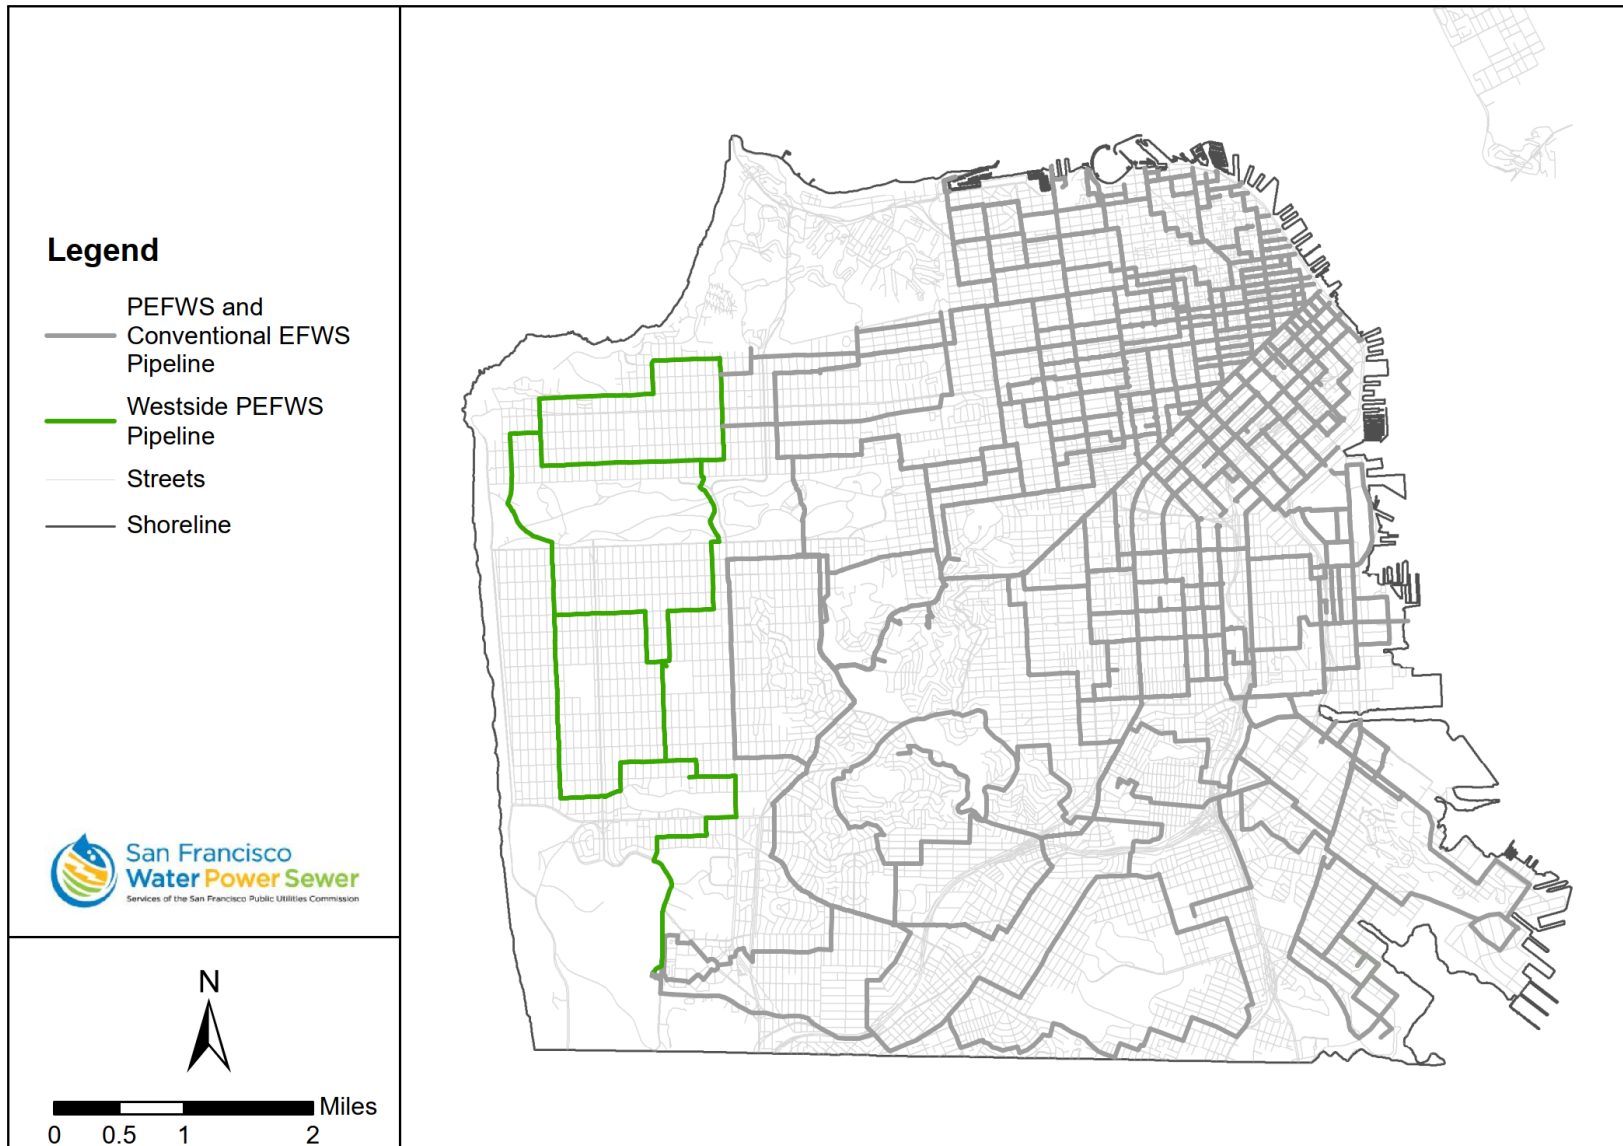 Legend
PEFWS and
Conventional EFWS
Pipeline
Westside PEFWS
Pipeline
Streets
Shoreline
San Francisco
Water Power Sewer
Services of the San Francisco Public Utilities Commission
N
Miles
0 0.5 1 2